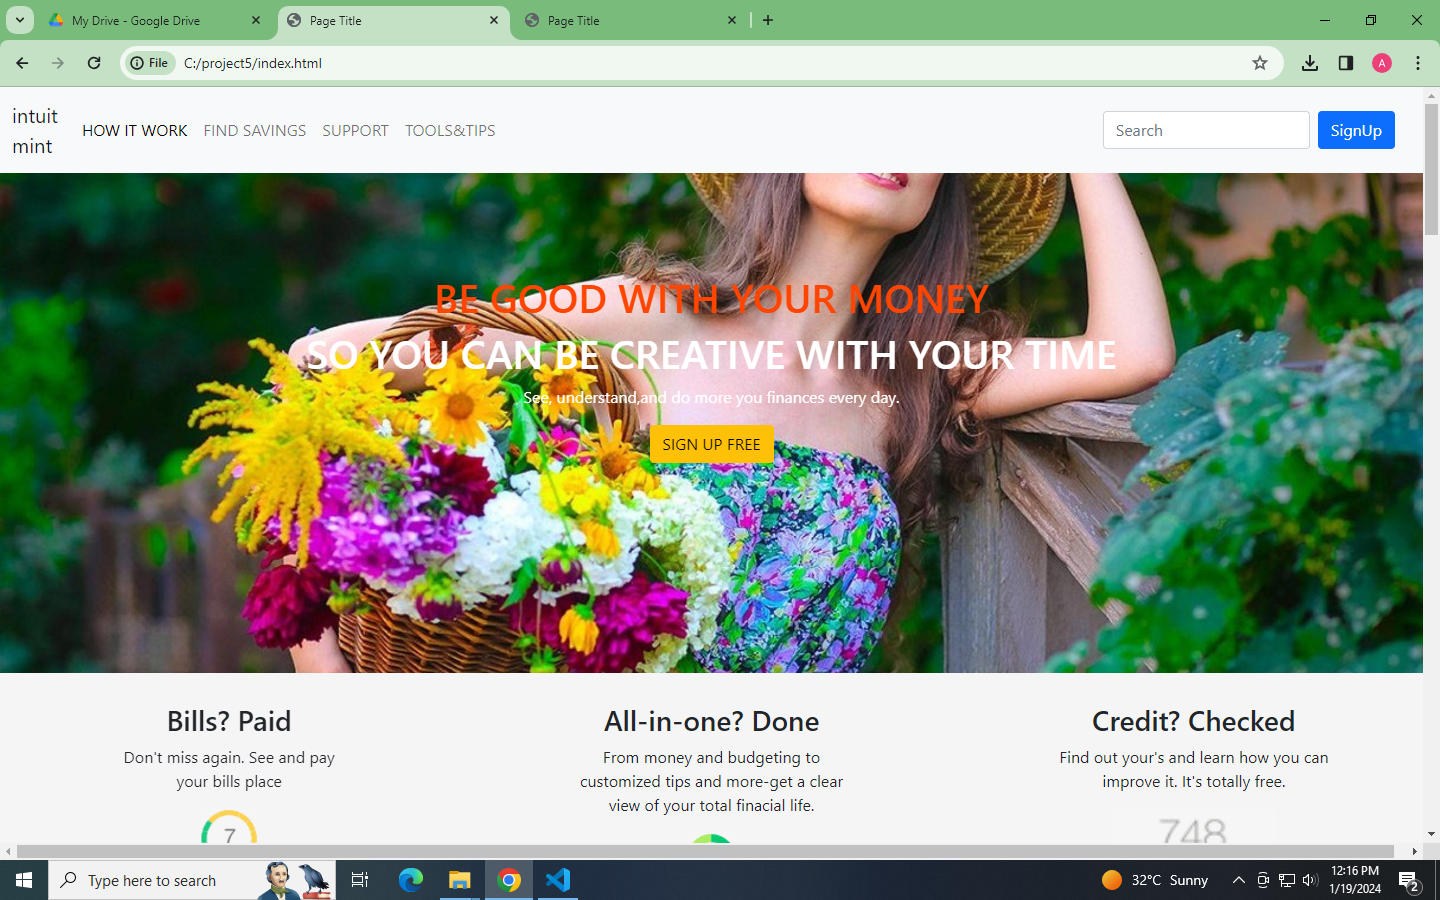 My Drive - Google Drive
Page Title
Page Title
File
C:/project5/index.html
A
intuit
mint
HOW IT WORK
FIND SAVINGS
SUPPORT
TOOLS&TIPS
Search
SignUp
BE GOOD WITH YOUR MONEY
SO YOU CAN BE CREATIVE WITH YOUR TIME
See, understand,and do more you finances every day.
SIGN UP FREE
Bills? Paid
Don't miss again. See and pay
your bills place
7
All-in-one? Done
From money and budgeting to
customized tips and more-get a clear
view of your total finacial life.
Credit? Checked
Find out your's and learn how you can
improve it. It's totally free.
748
Type here to search
32°C Sunny
12:16 PM
1/19/2024
2